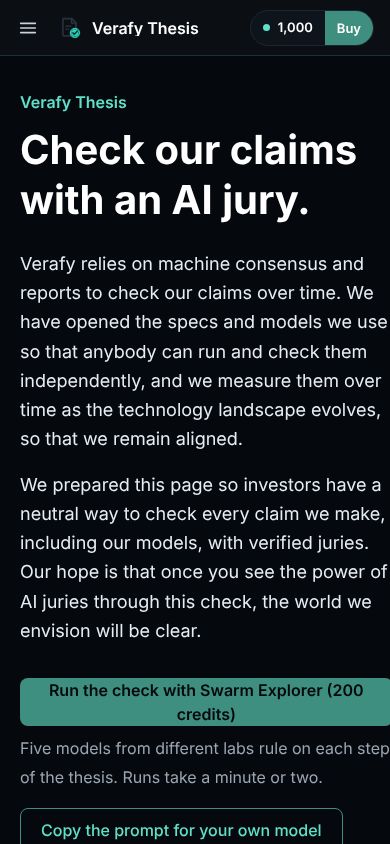 Verafy Thesis
1,000
Buy
Verafy Thesis
Check our claims
with an AI jury.
Verafy relies on machine consensus and
reports to check our claims over time. We
have opened the specs and models we use
so that anybody can run and check them
independently, and we measure them over
time as the technology landscape evolves,
so that we remain aligned.
We prepared this page so investors have a
neutral way to check every claim we make,
including our models, with verified juries.
Our hope is that once you see the power of
AI juries through this check, the world we
envision will be clear.
Run the check with Swarm Explorer (200
credits)
Five models from different labs rule on each step
of the thesis. Runs take a minute or two.
Copy the prompt for your own model